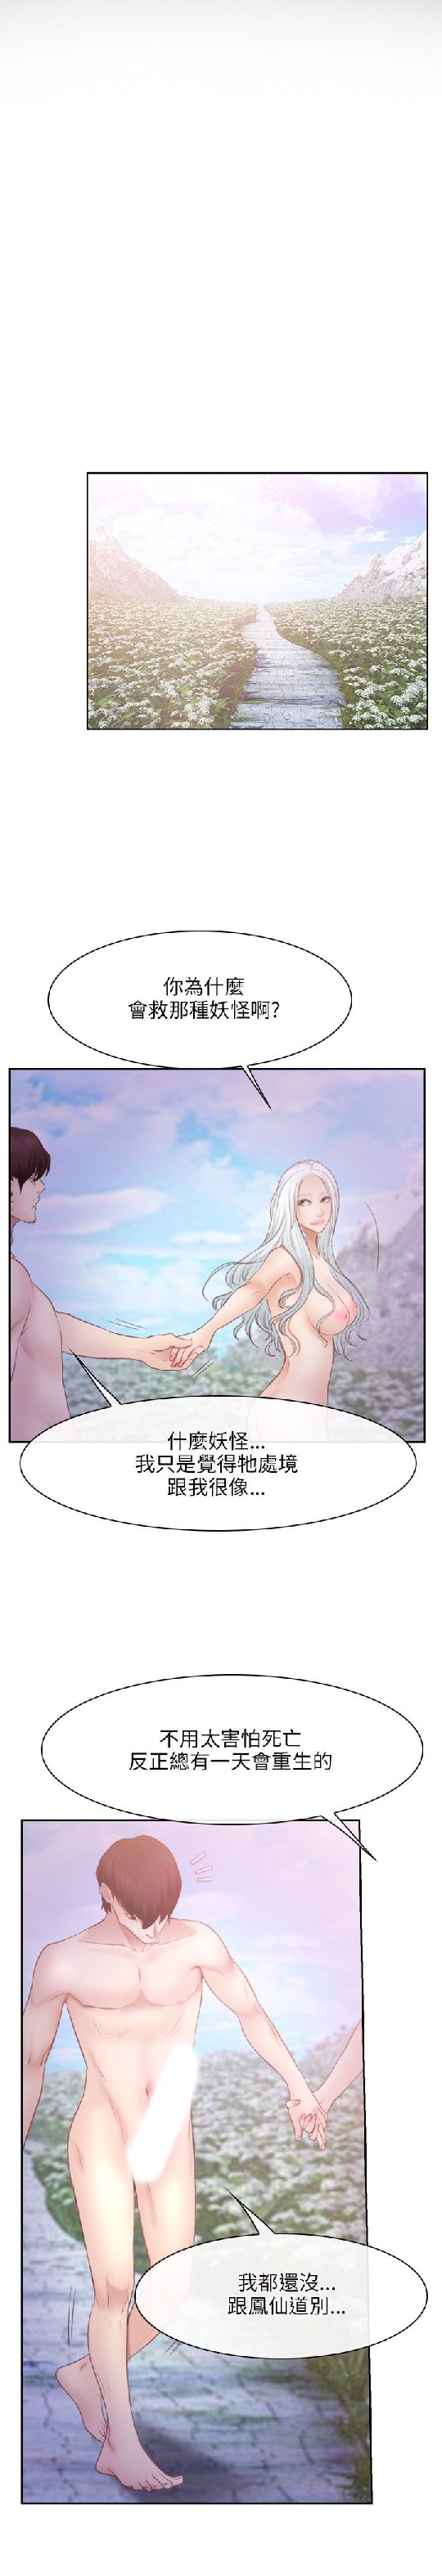 你為什麼
會救那種妖怪啊?
什麼妖怪...
我只是覺得牠處境
跟我很像...
不用太害怕死亡
反正總有一天會重生的
我都還沒...
跟鳳仙道別...